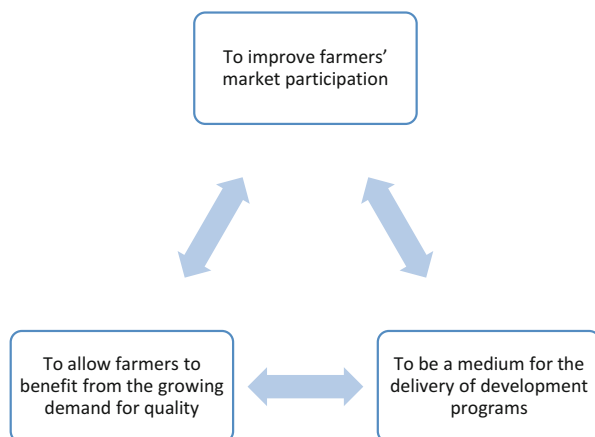 To improve farmers’
market participation
To allow farmers to
benefit from the growing
demand for quality
To be a medium for the
delivery of development
programs